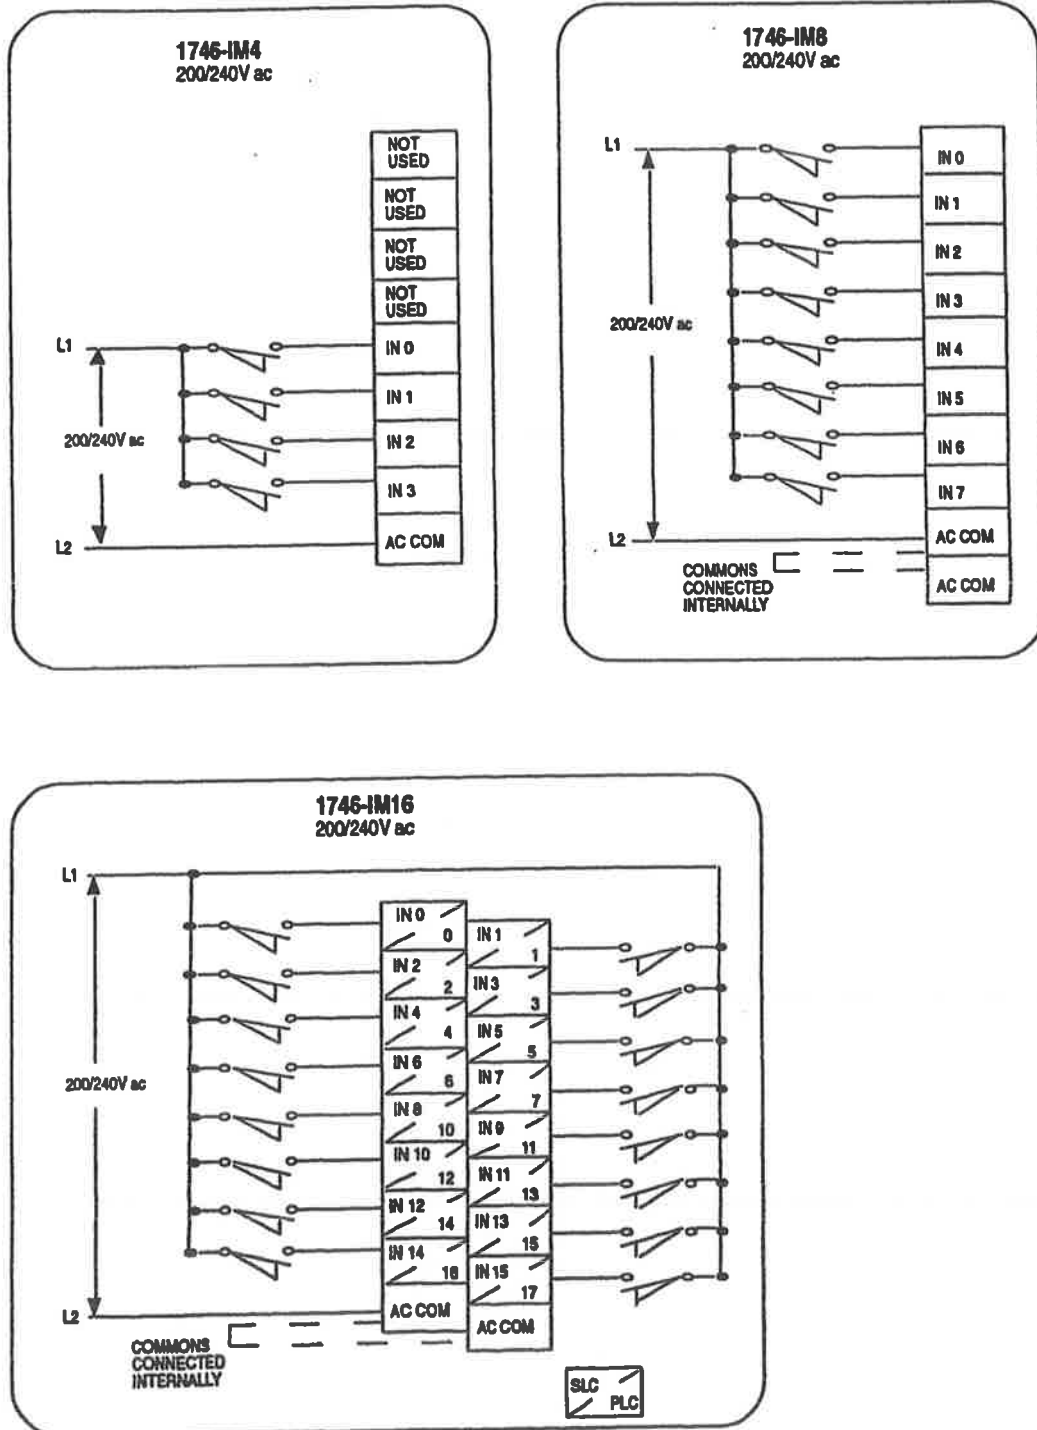 1746-IM4
200/240V ac
NOT
USED
NOT
USED
NOT
USED
NOT
USED
L1
IN 0
IN 1
200/240V ac
IN 2
IN 3
L2
AC COM
1746-IM8
200/240V ac
L1
IN 0
IN 1
IN 2
IN 3
200/240V ac
IN 4
IN 5
IN 6
IN 7
L2
AC COM
COMMONS
CONNECTED
INTERNALLY
AC COM
1746-IM16
200/240V ac
L1
IN 0
0
IN 1
1
IN 2
2
IN 3
3
IN 4
4
IN 5
5
IN 6
6
IN 7
7
200/240V ac
IN 8
10
IN 9
11
IN 10
12
IN 11
13
IN 12
14
IN 13
15
IN 14
16
IN 15
17
L2
AC COM
AC COM
COMMONS
CONNECTED
INTERNALLY
SLC
PLC